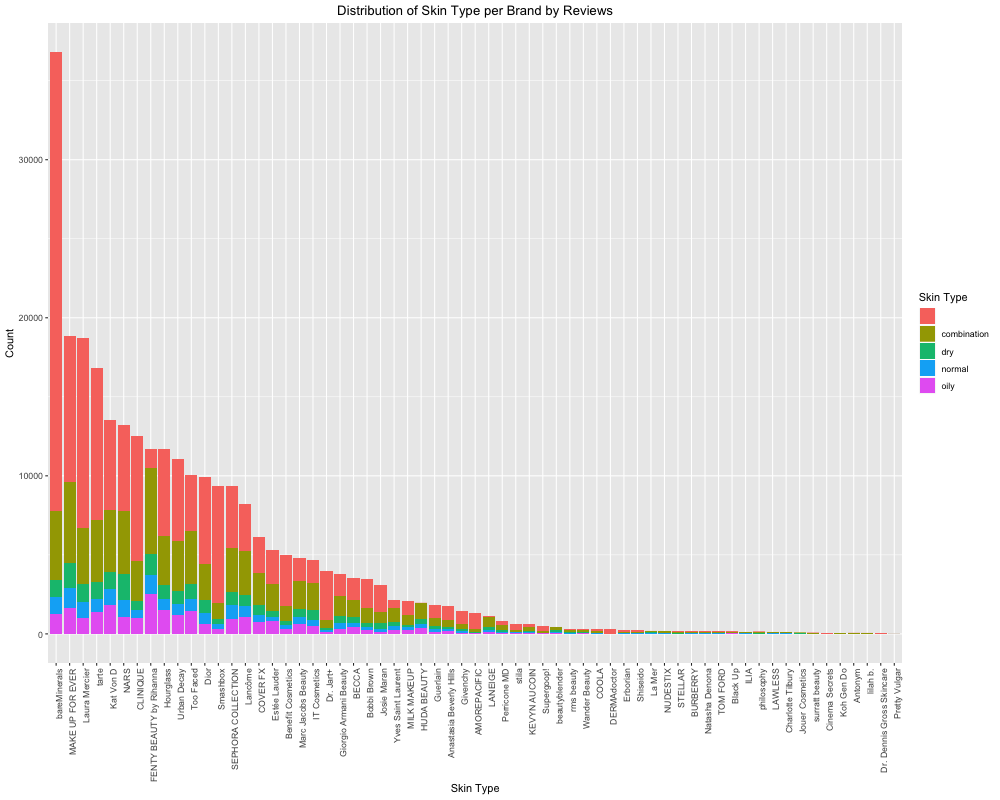 Distribution of Skin Type per Brand by Reviews
Count
30000
20000
10000
0
bareMinerals
MAKE UP FOR EVER
Laura Mercier
tarte
Kat Von D
NARS
CLINIQUE
FENTY BEAUTY by Rihanna
Hourglass
Urban Decay
Too Faced
Dior
Smashbox
SEPHORA COLLECTION
Lancôme
COVER FX
Estée Lauder
Benefit Cosmetics
Marc Jacobs Beauty
IT Cosmetics
Dr. Jart+
Giorgio Armani Beauty
BECCA
Bobbi Brown
Josie Maran
Yves Saint Laurent
MILK MAKEUP
HUDA BEAUTY
Guerlain
Anastasia Beverly Hills
Givenchy
AMOREPACIFIC
LANEIGE
Perricone MD
stila
KEVYN AUCOIN
Supergoop!
beautyblender
rms beauty
Wander Beauty
COOLA
DERMAdoctor
Erborian
Shiseido
La Mer
NUDESTIX
STELLAR
BURBERRY
Natasha Denona
TOM FORD
Black Up
ILIA
philosophy
LAWLESS
Charlotte Tilbury
Jouer Cosmetics
surratt beauty
Cinema Secrets
Koh Gen Do
Antonym
lilah b.
Dr. Dennis Gross Skincare
Pretty Vulgar
Skin Type
Skin Type
combination
dry
normal
oily